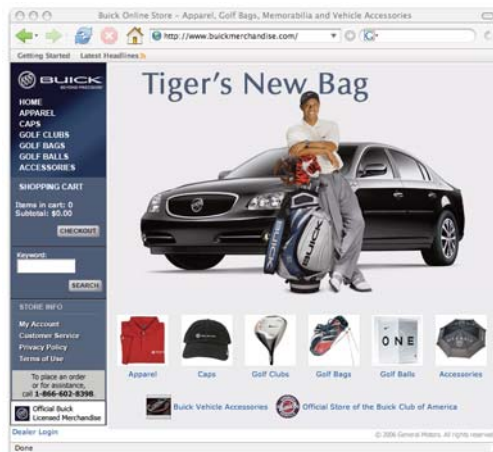 Buick Online Store – Apparel, Golf Bags, Memorabilia and Vehicle Accessories
http://www.buickmerchandise.com/
Getting Started Latest Headlines
BUICK
BEYOND PRECISION
HOME
APPAREL
CAPS
GOLF CLUBS
GOLF BAGS
GOLF BALLS
ACCESSORIES
SHOPPING CART
Items in cart: 0
Subtotal: $0.00
CHECKOUT
Keyword:
SEARCH
STORE INFO
My Account
Customer Service
Privacy Policy
Terms of Use
To place an order
or for assistance,
call 1-866-602-8398
Official Buick
Licensed Merchandise
Dealer Login
Tiger's New Bag
BUICK
ONE
Apparel Caps Golf Clubs Golf Bags Golf Balls Accessories
Buick Vehicle Accessories Official Store of the Buick Club of America
© 2006 General Motors. All rights reserved
Done